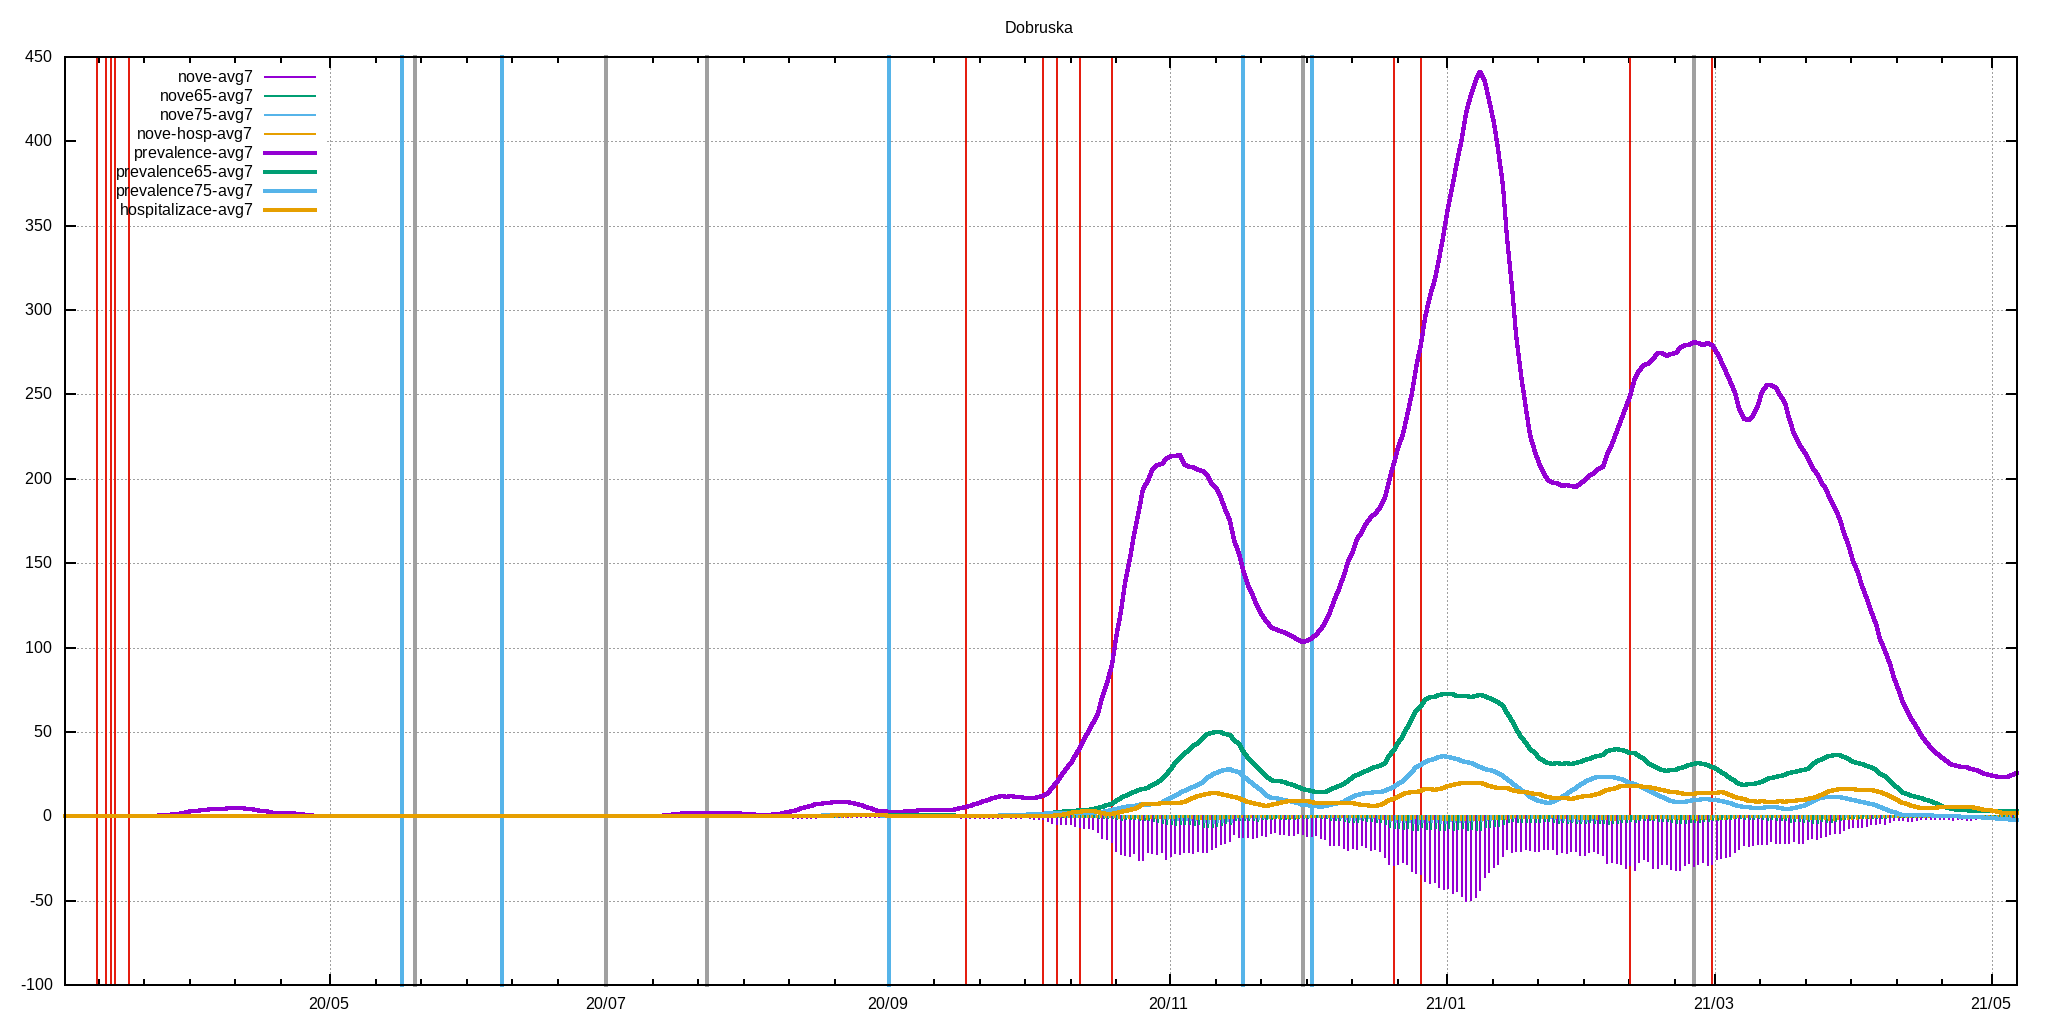 Dobruska
450
400
350
300
250
200
150
100
50
0
-50
-100
nove-avg7
nove65-avg7
nove75-avg7
nove-hosp-avg7
prevalence-avg7
prevalence65-avg7
prevalence75-avg7
hospitalizace-avg7
20/05 20/07 20/09 20/11 21/01 21/03 21/05